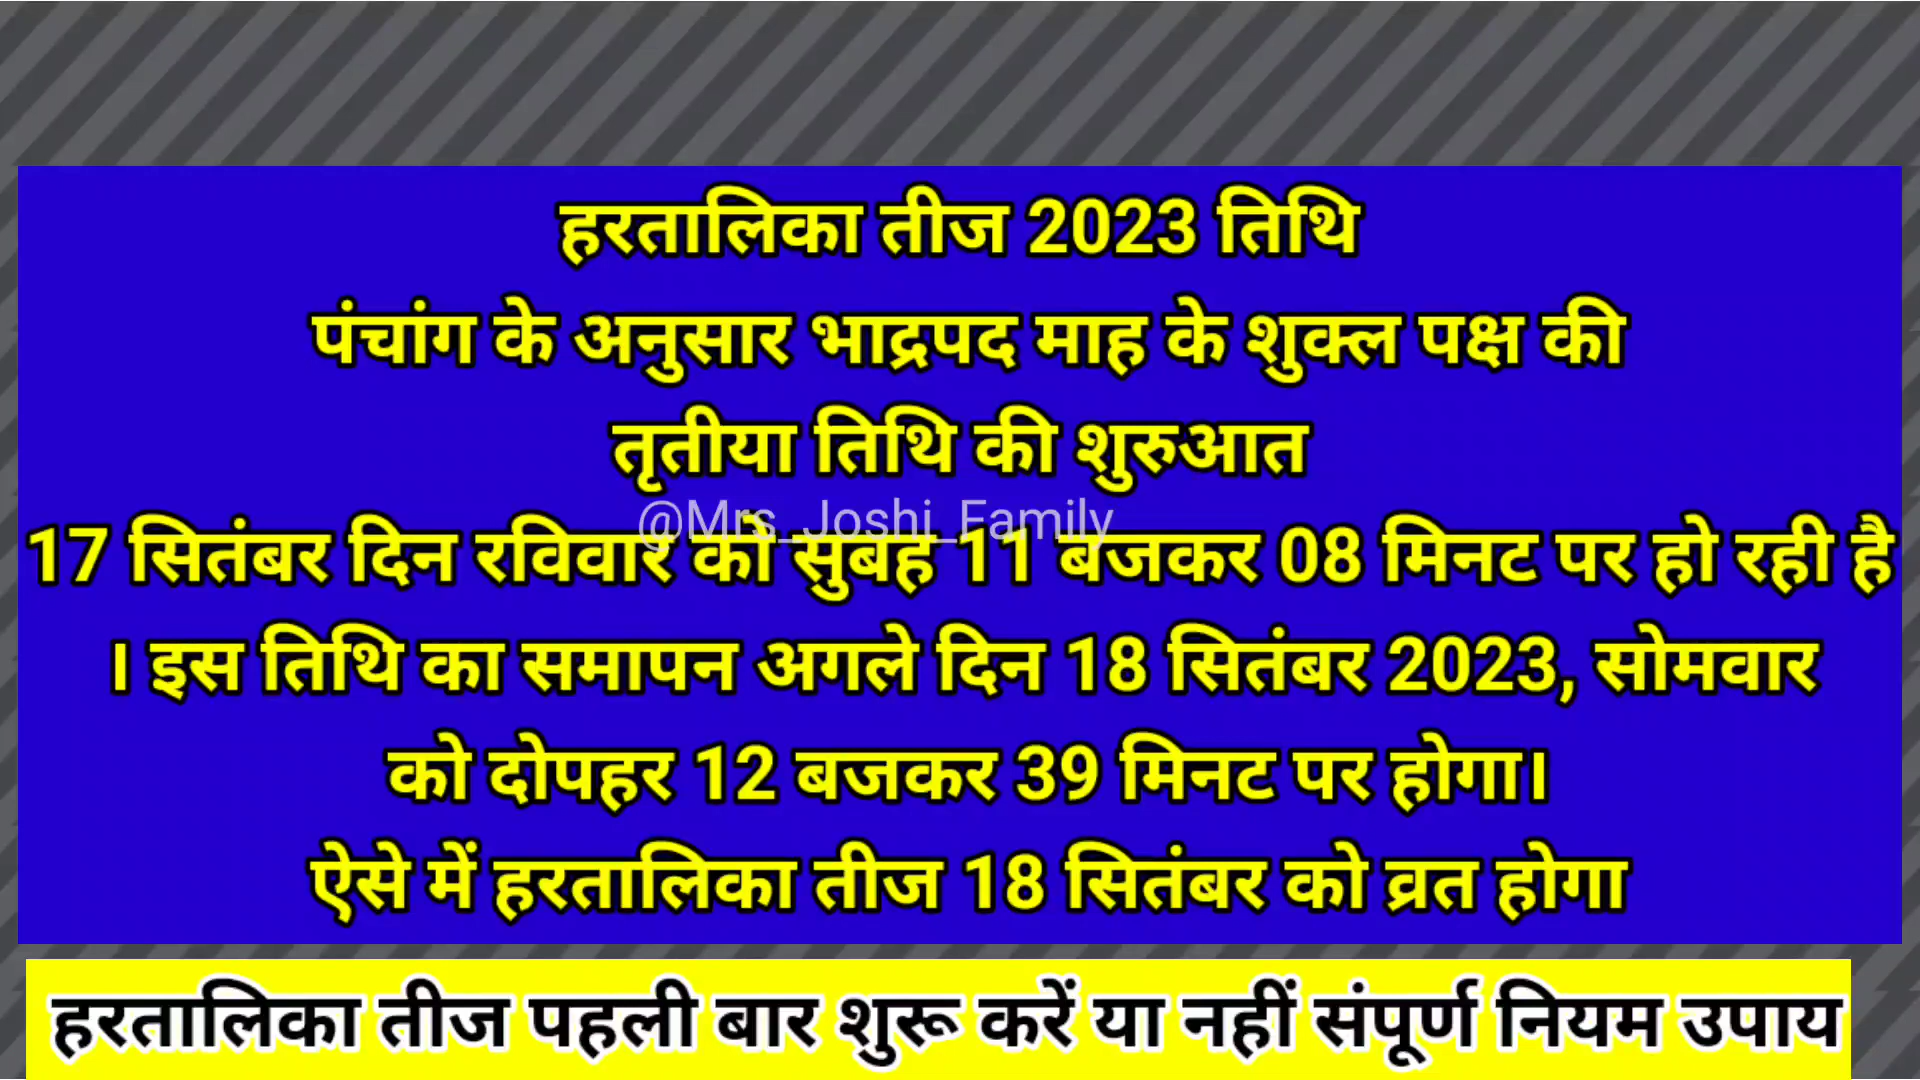 हरतालिका तीज 2023 तिथि
पंचांग के अनुसार भाद्रपद माह के शुक्ल पक्ष की
तृतीया तिथि की शुरुआत
@Mrs_Joshi_Family
17 सितंबर दिन रविवार को सुबह 11 बजकर 08 मिनट पर हो रही है
। इस तिथि का समापन अगले दिन 18 सितंबर 2023, सोमवार
को दोपहर 12 बजकर 39 मिनट पर होगा।
ऐसे में हरतालिका तीज 18 सितंबर को व्रत होगा
हरतालिका तीज पहली बार शुरू करें या नहीं संपूर्ण नियम उपाय